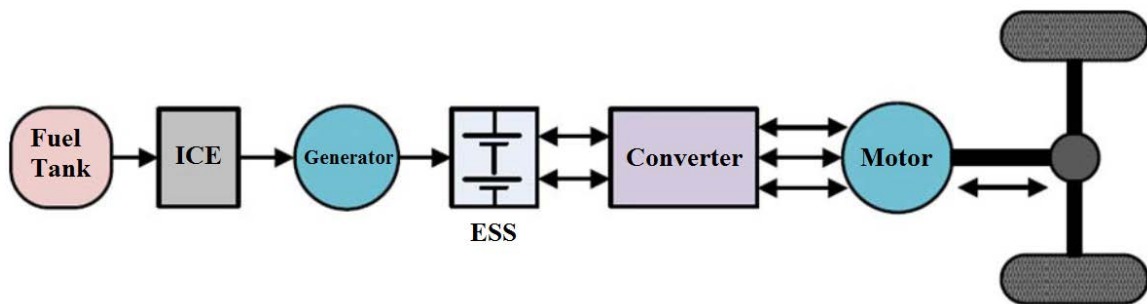 Fuel
Tank
ICE
Generator
ESS
Converter
Motor